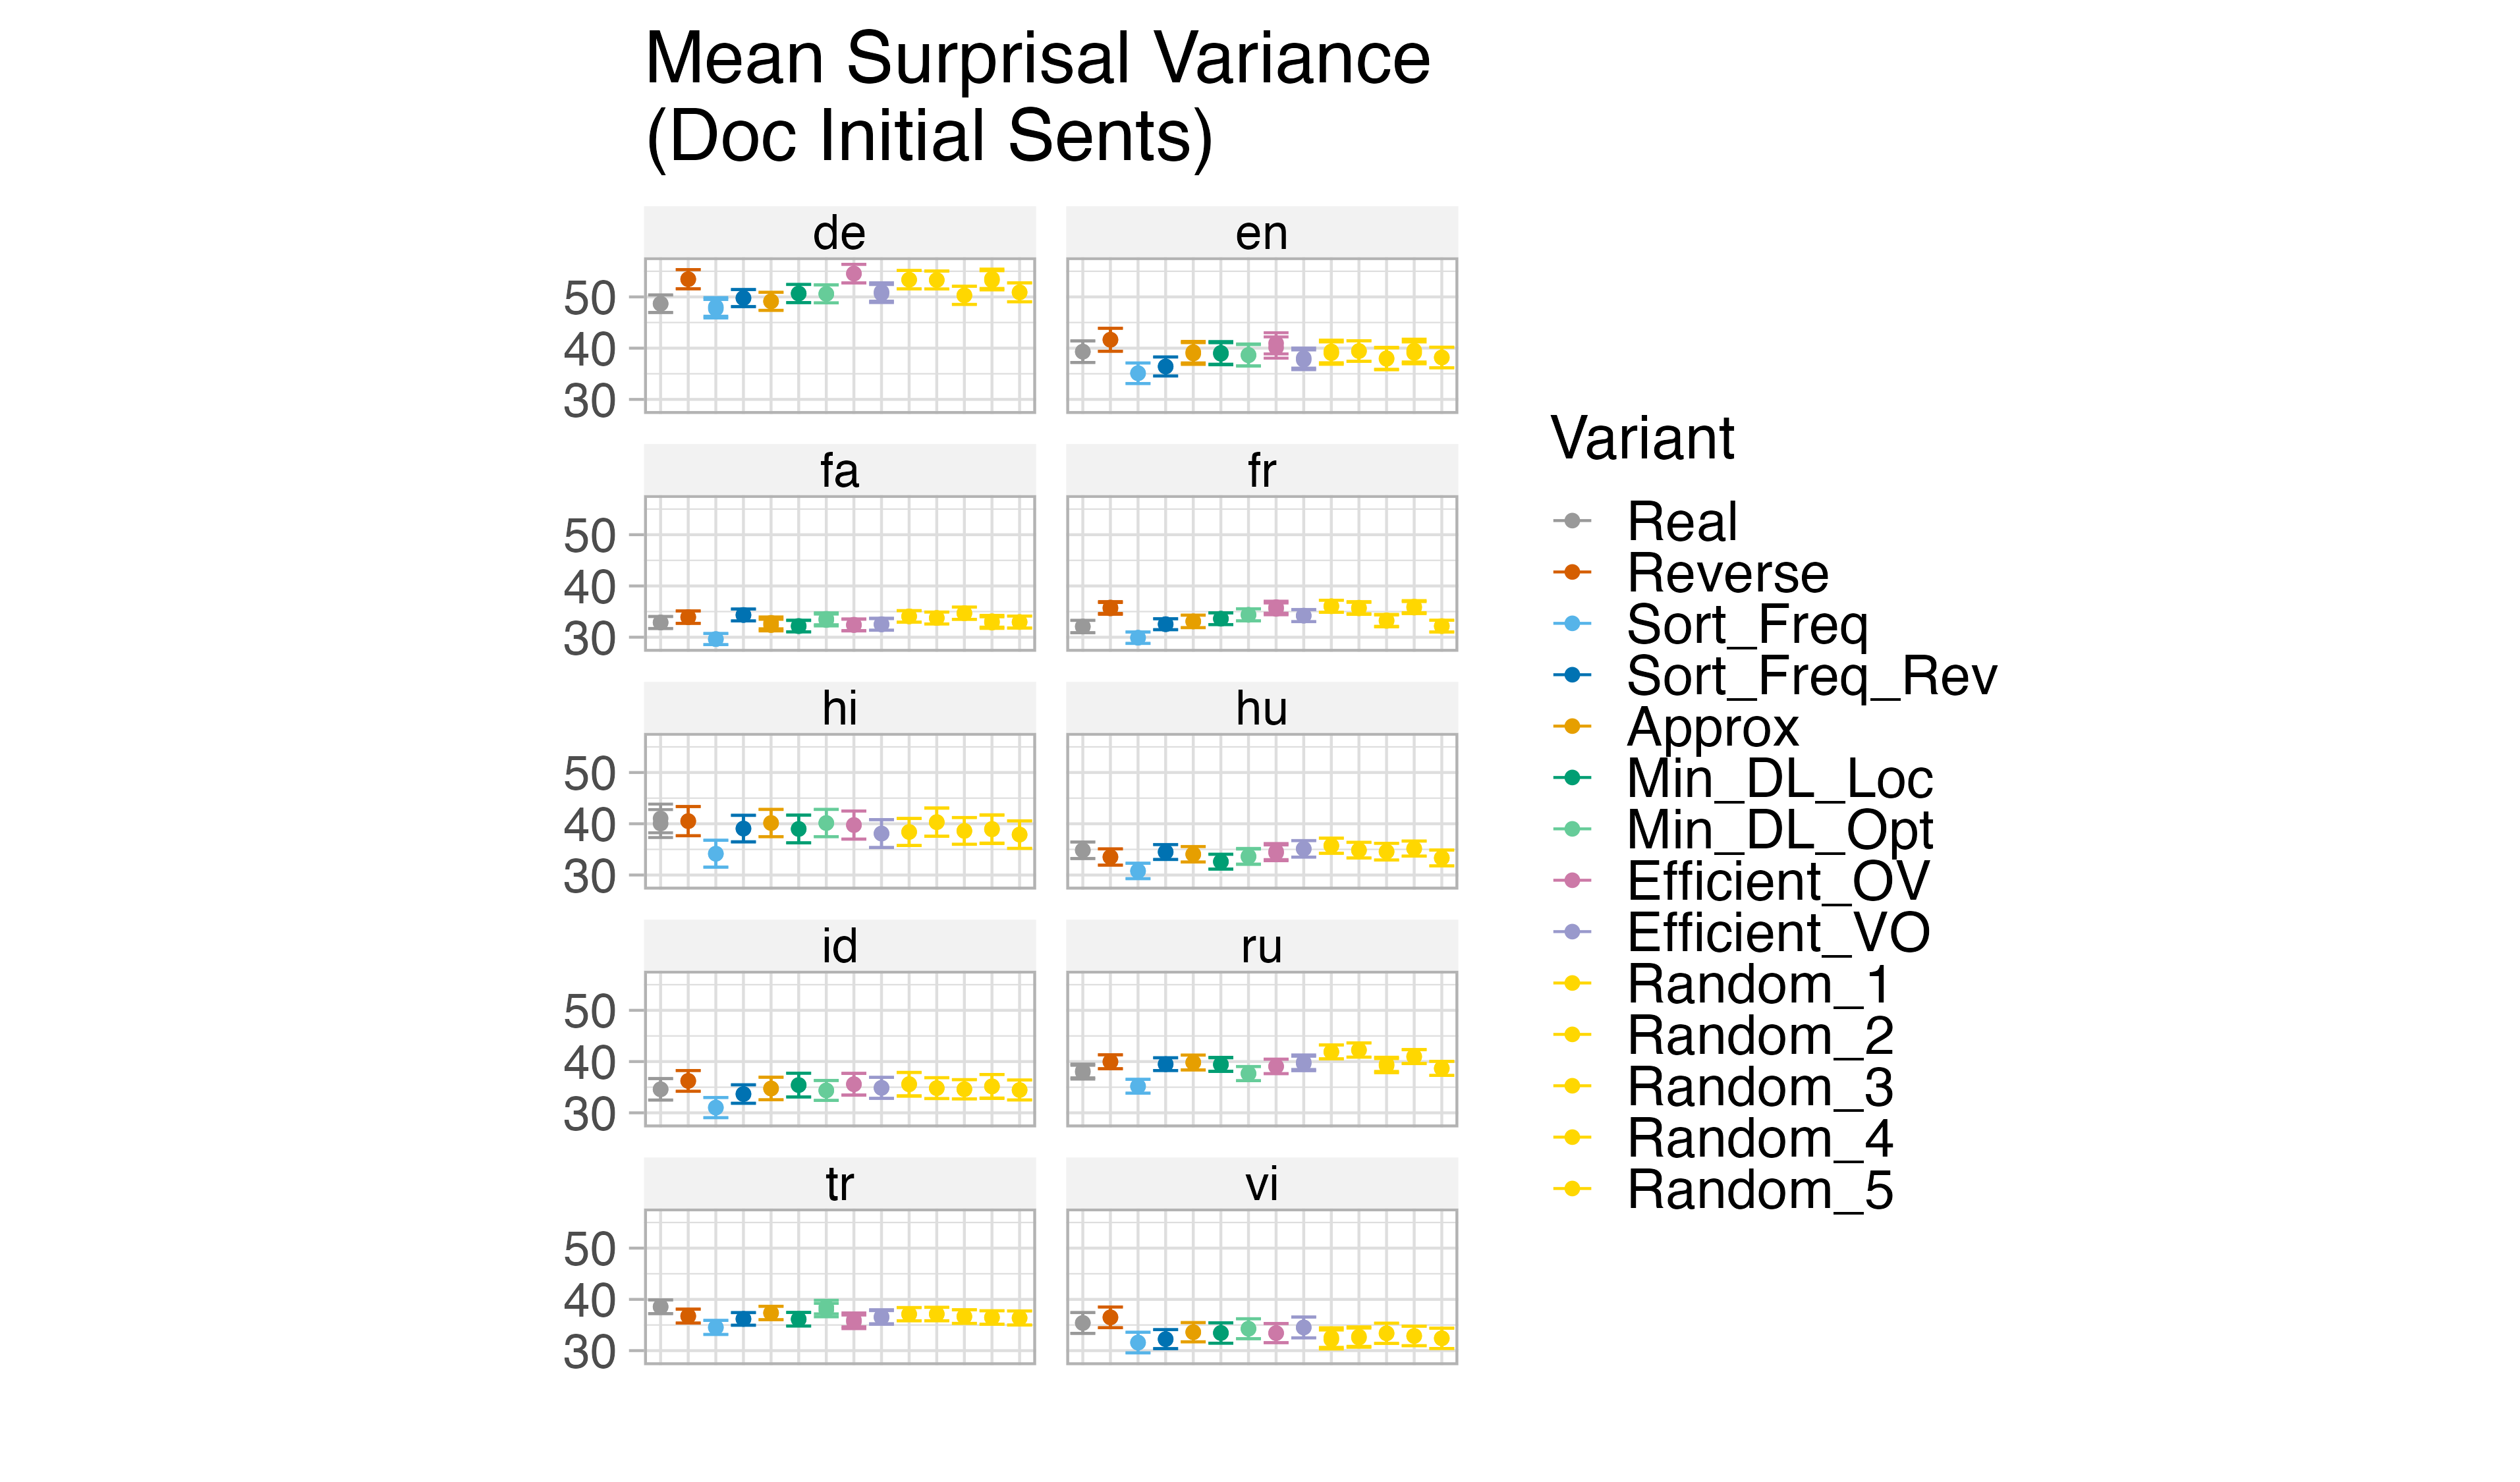 Mean Surprisal Variance
(Doc Initial Sents)
de
en
50
40
30
fa
fr
50
40
30
hi
hu
50
40
30
id
ru
50
40
30
tr
vi
50
40
30
Variant
Real
Reverse
Sort_Freq
Sort_Freq_Rev
Approx
Min_DL_Loc
Min_DL_Opt
Efficient_OV
Efficient_VO
Random_1
Random_2
Random_3
Random_4
Random_5